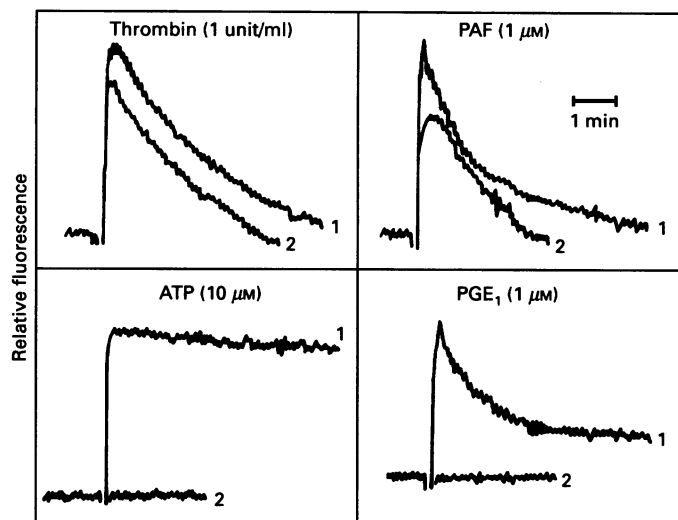 Thrombin (1 unit/ml)
PAF (1 μM)
1 min
1
2
1
2
Relative fluorescence
ATP (10 μM)
PGE₁ (1 μM)
1
2
1
2